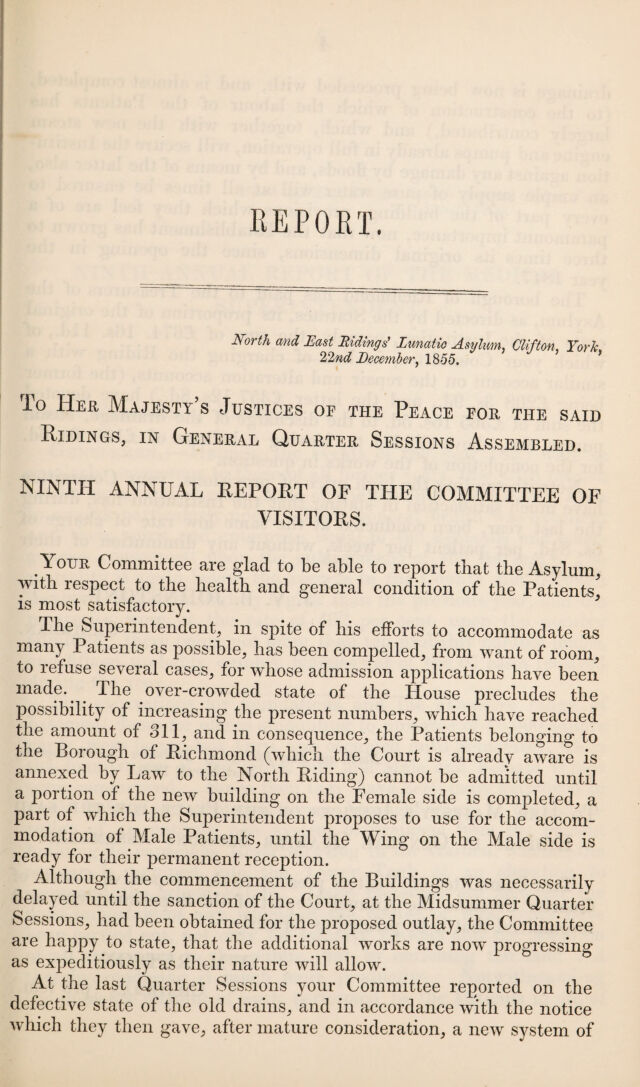 REPORT.
North and East Ridings' Lunatic Asylum, Clifton, York,
22nd December, 1855.
To Her Majesty's Justices of the Peace for the said
Ridings, in General Quarter Sessions Assembled.
NINTH ANNUAL REPORT OF THE COMMITTEE OF
VISITORS.
Your Committee are glad to be able to report that the Asylum,
with respect to the health and general condition of the Patients,
is most satisfactory.
The Superintendent, in spite of his efforts to accommodate as
many Patients as possible, has been compelled, from want of room,
to refuse several cases, for whose admission applications have been
made. The over-crowded state of the House precludes the
possibility of increasing the present numbers, which have reached
the amount of 311, and in consequence, the Patients belonging to
the Borough of Richmond (which the Court is already aware is
annexed by Law to the North Riding) cannot be admitted until
a portion of the new building on the Female side is completed, a
part of which the Superintendent proposes to use for the accom-
modation of Male Patients, until the Wing on the Male side is
ready for their permanent reception.
Although the commencement of the Buildings was necessarily
delayed until the sanction of the Court, at the Midsummer Quarter
Sessions, had been obtained for the proposed outlay, the Committee
are happy to state, that the additional works are now progressing
as expeditiously as their nature will allow.
At the last Quarter Sessions your Committee reported on the
defective state of the old drains, and in accordance with the notice
which they then gave, after mature consideration, a new system of